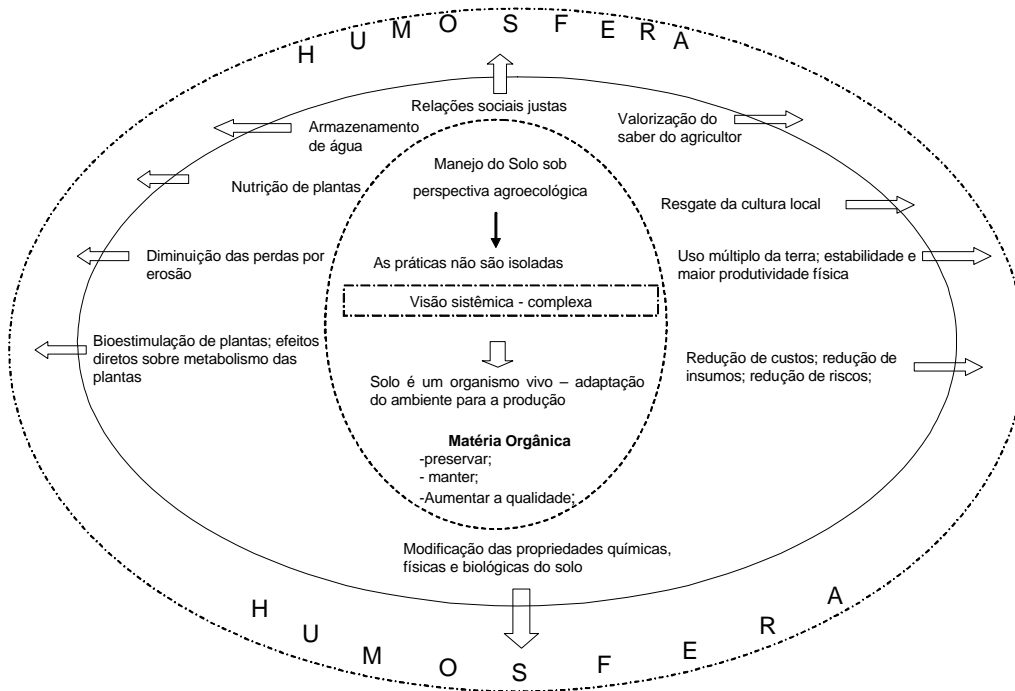 H U M O S F E R A
Relações sociais justas
Armazenamento
de água
Valorização do
saber do agricultor
Manejo do Solo sob
perspectiva agroecológica
Nutrição de plantas
Resgate da cultura local
Diminuição das perdas por
erosão
As práticas não são isoladas
Uso múltiplo da terra; estabilidade e
maior produtividade física
Visão sistêmica - complexa
Bioestimulação de plantas; efeitos
diretos sobre metabolismo das
plantas
Redução de custos; redução de
insumos; redução de riscos;
Solo é um organismo vivo – adaptação
do ambiente para a produção
Matéria Orgânica
-preservar;
- manter;
-Aumentar a qualidade;
Modificação das propriedades químicas,
físicas e biológicas do solo
H U M O S F E R A